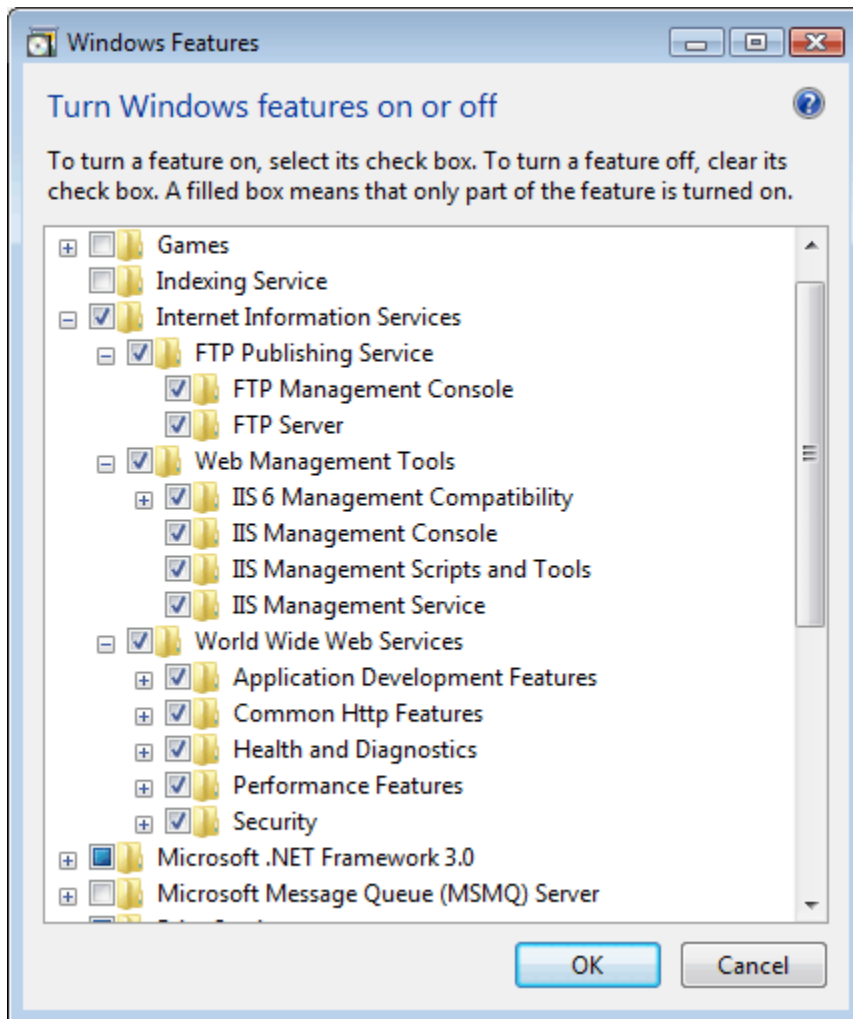 Windows Features
Turn Windows features on or off
To turn a feature on, select its check box. To turn a feature off, clear its
check box. A filled box means that only part of the feature is turned on.
Games
Indexing Service
Internet Information Services
FTP Publishing Service
FTP Management Console
FTP Server
Web Management Tools
IIS 6 Management Compatibility
IIS Management Console
IIS Management Scripts and Tools
IIS Management Service
World Wide Web Services
Application Development Features
Common Http Features
Health and Diagnostics
Performance Features
Security
Microsoft .NET Framework 3.0
Microsoft Message Queue (MSMQ) Server
OK Cancel